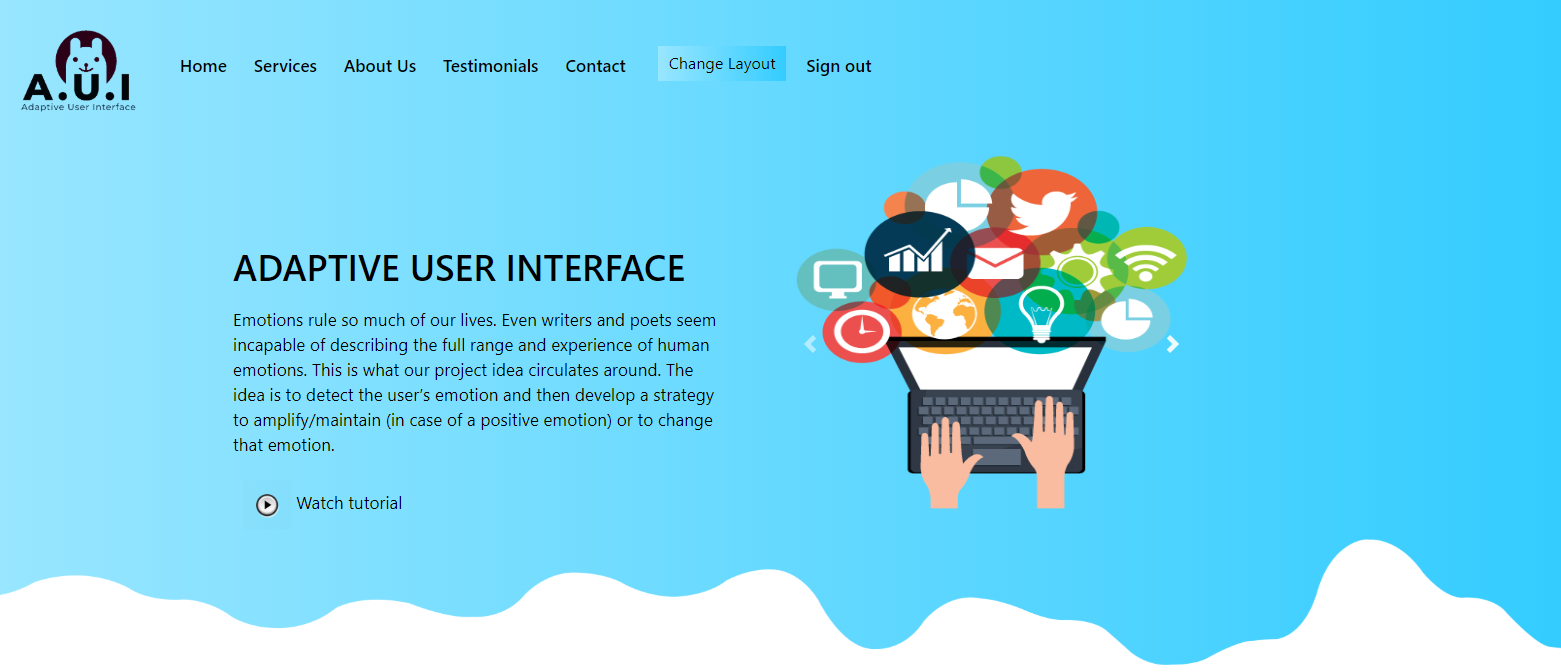 A.U.I
Adaptive User Interface
Home
Services
About Us
Testimonials
Contact
Change Layout
Sign out
ADAPTIVE USER INTERFACE
Emotions rule so much of our lives. Even writers and poets seem
incapable of describing the full range and experience of human
emotions. This is what our project idea circulates around. The
idea is to detect the user’s emotion and then develop a strategy
to amplify/maintain (in case of a positive emotion) or to change
that emotion.
Watch tutorial